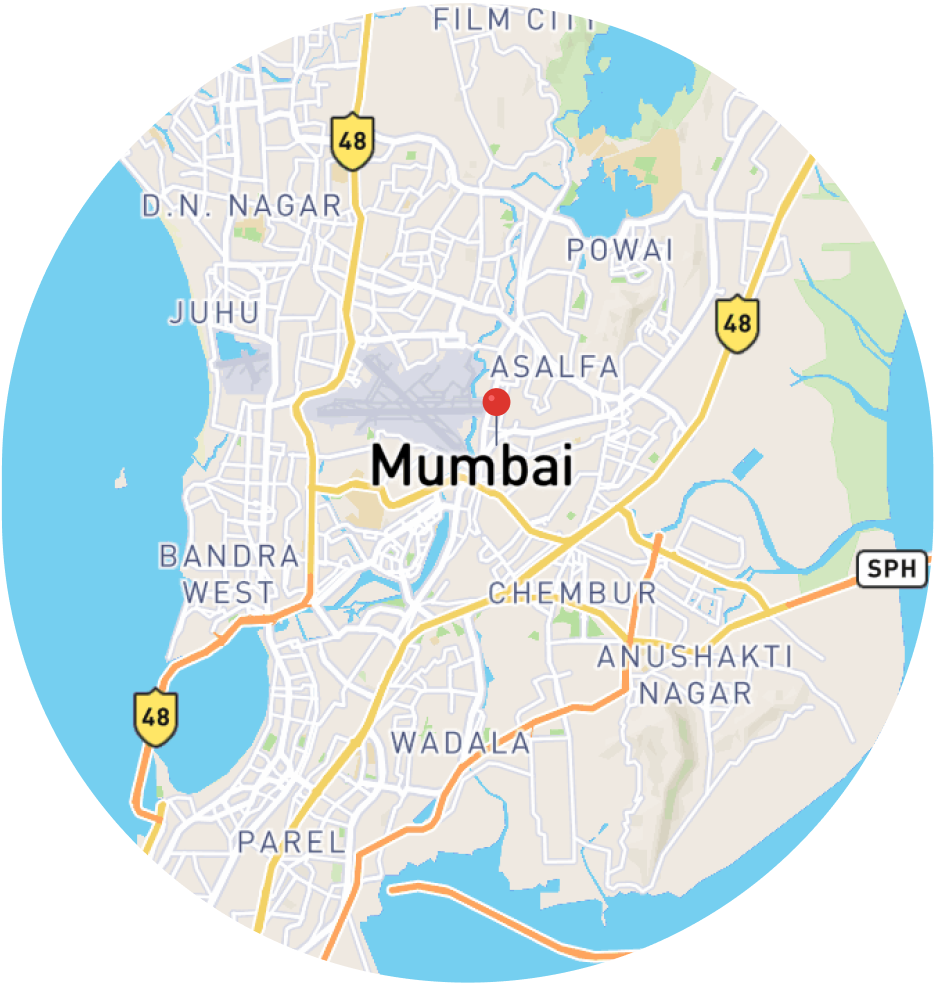 FILM CITY
48
D.N. NAGAR
POWAI
JUHU
48
ASALFA
Mumbai
BANDRA
WEST
SPH
CHEMBUR
ANUSHAKTI
NAGAR
48
WADALA
PAREL